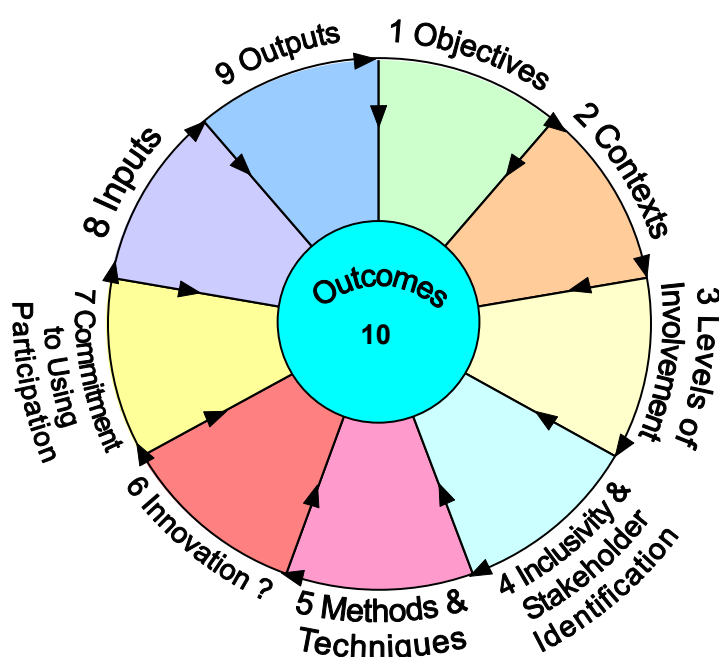 1 Objectives
2 Contexts
3 Levels of
Involvement
4 Inclusivity &
Stakeholder
Identification
5 Methods &
Techniques
6 Innovation ?
7 Commitment
to Using
Participation
8 Inputs
9 Outputs
Outcomes
10